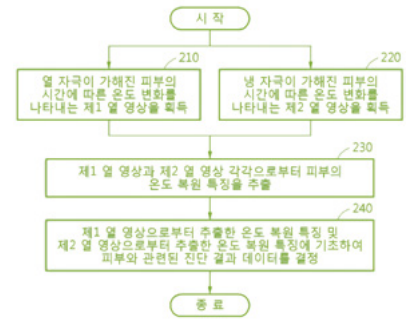 시 작
210
열 자극이 가해진 피부의
시간에 따른 온도 변화를
나타내는 제1 열 영상을 획득
220
냉 자극이 가해진 피부의
시간에 따른 온도 변화를
나타내는 제2 열 영상을 획득
230
제1 열 영상과 제2 열 영상 각각으로부터 피부의
온도 복원 특징을 추출
240
제1 열 영상으로부터 추출한 온도 복원 특징 및
제2 열 영상으로부터 추출한 온도 복원 특징에 기초하여
피부와 관련된 진단 결과 데이터를 결정
종 료